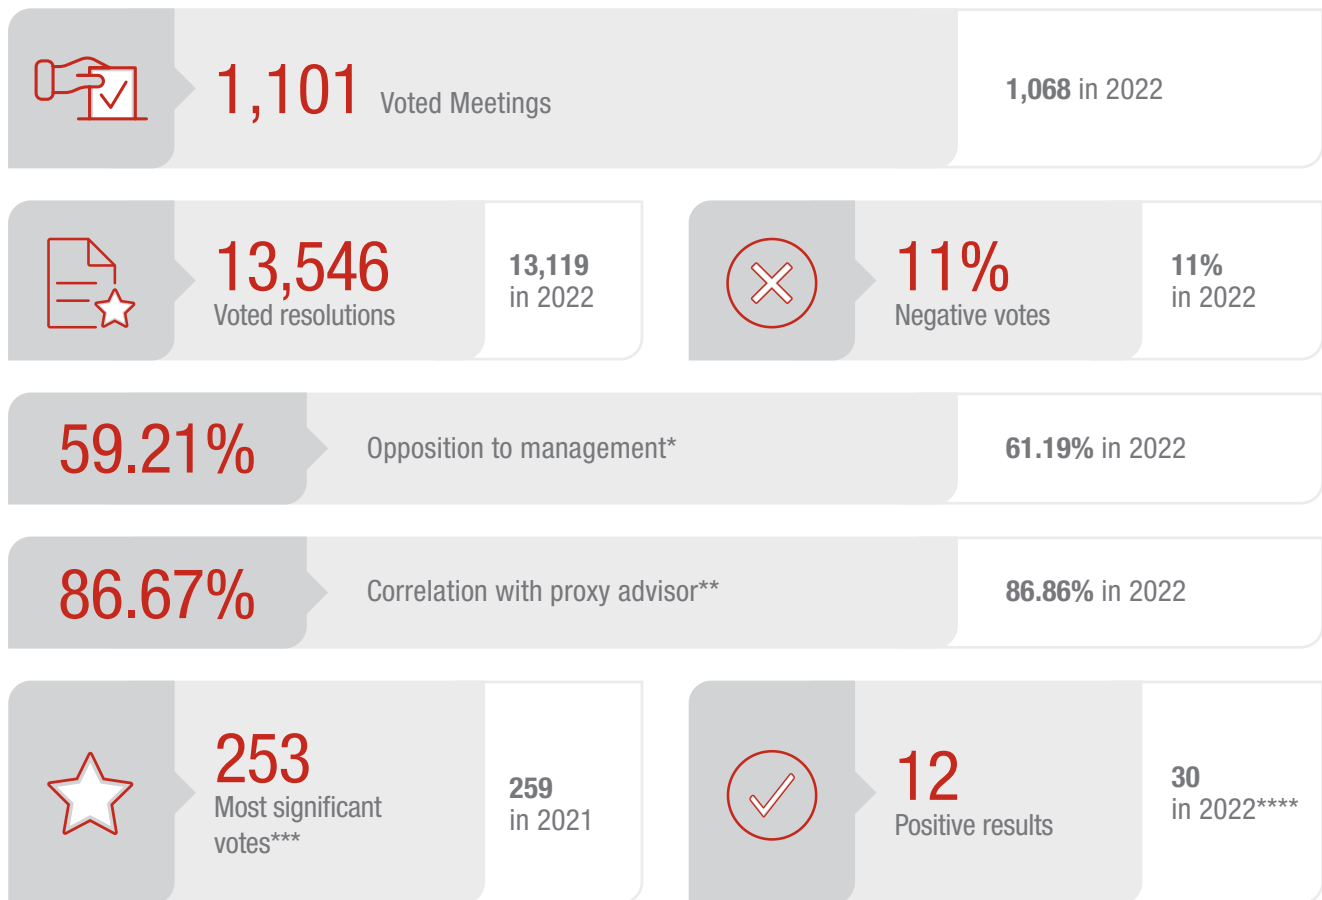 1,101 Voted Meetings
1,068 in 2022
13,546
Voted resolutions
13,119
in 2022
11%
Negative votes
11%
in 2022
59.21%
Opposition to management*
61.19% in 2022
86.67%
Correlation with proxy advisor**
86.86% in 2022
253
Most significant
votes***
259
in 2021
12
Positive results
30
in 2022****